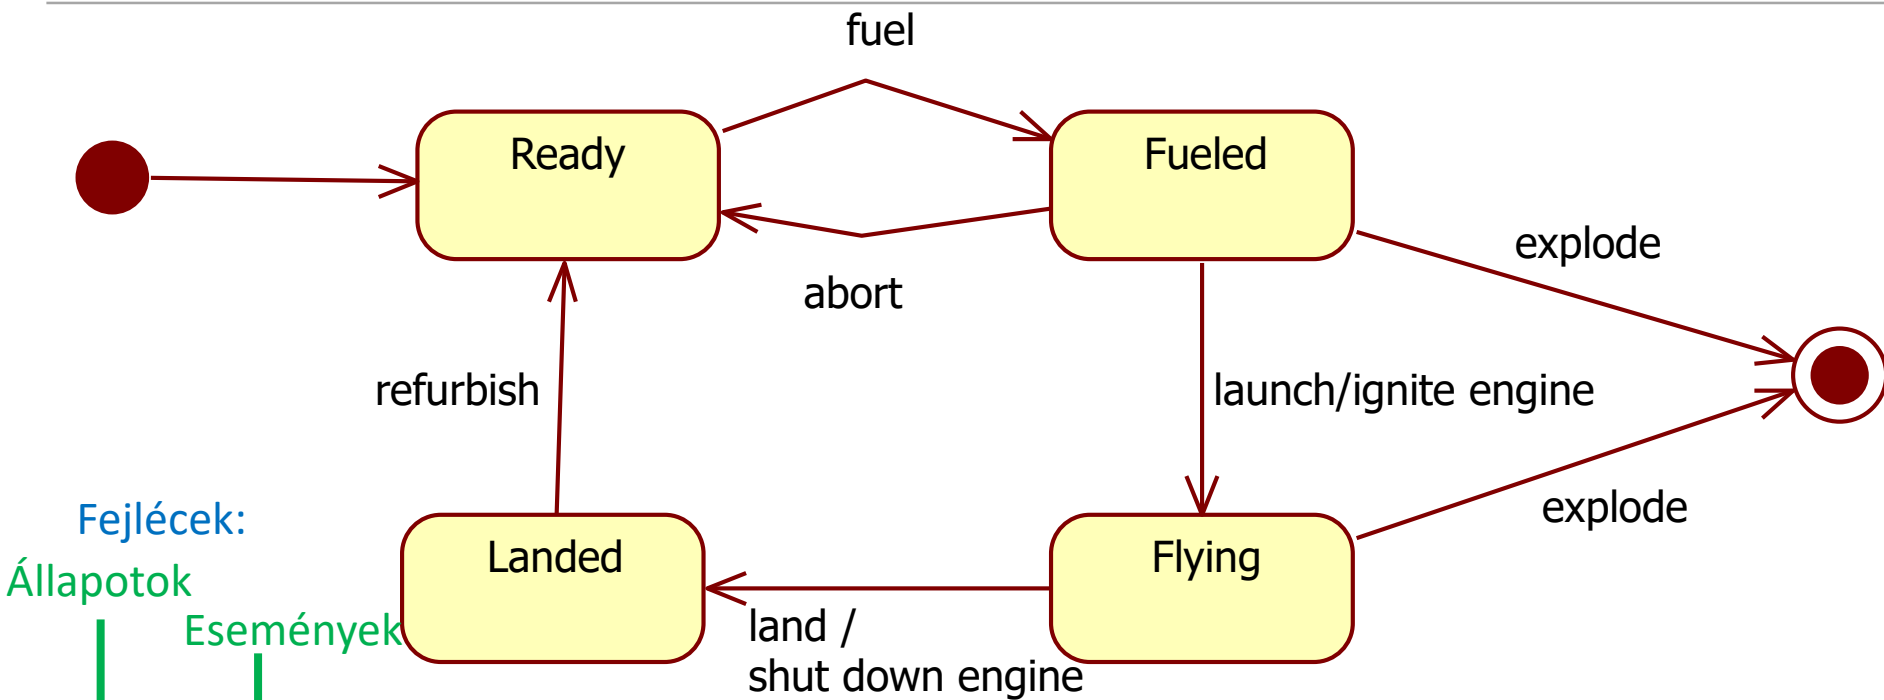 fuel
Ready
Fueled
explode
abort
refurbish
launch/ignite engine
explode
Fejlécek:
Landed
Flying
Állapotok
Események
land /
shut down engine